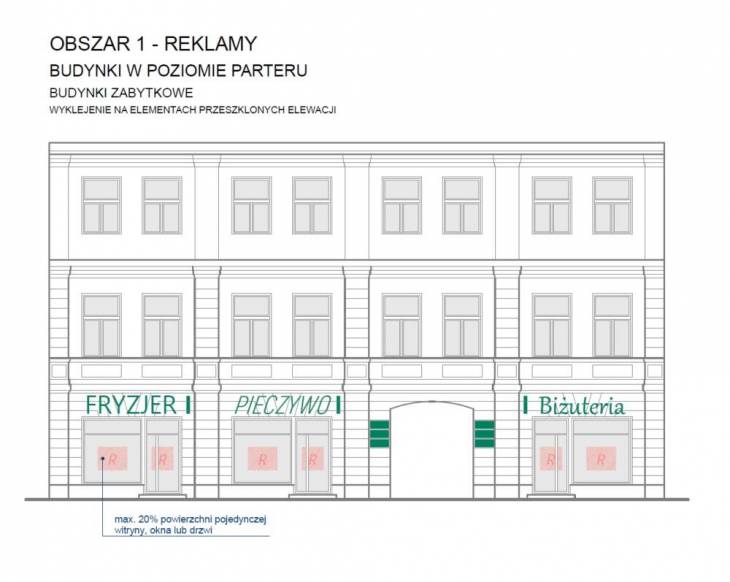 OBSZAR 1 - REKLAMY
BUDYNKI W POZIOMIE PARTERU
BUDYNKI ZABYTKOWE
WYKLEJENIE NA ELEMENTACH PRZESZKLONYCH ELEWACJI
FRYZJER PIECZYWO Biżuteria
R R R R R R
max. 20% powierzchni pojedynczej
witryny, okna lub drzwi